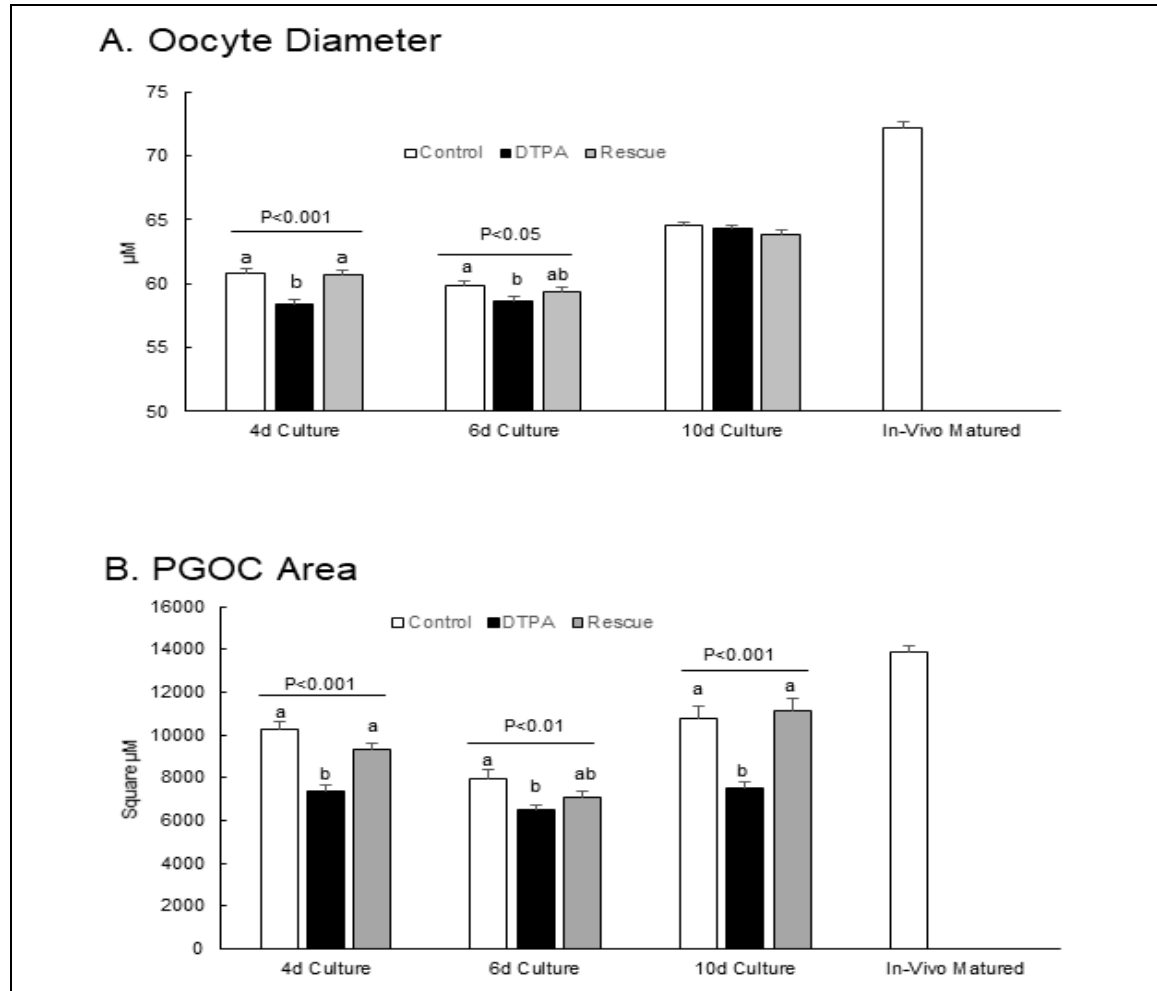 A. Oocyte Diameter
75
70
65
60
55
50
µM
Control DTPA Rescue
P<0.001
P<0.05
a b a
a b ab
4d Culture 6d Culture 10d Culture In-Vivo Matured
B. PGOC Area
16000
14000
12000
10000
8000
6000
4000
2000
0
Square µM
Control DTPA Rescue
P<0.001
P<0.01
P<0.001
a b a
a b ab
a b a
4d Culture 6d Culture 10d Culture In-Vivo Matured